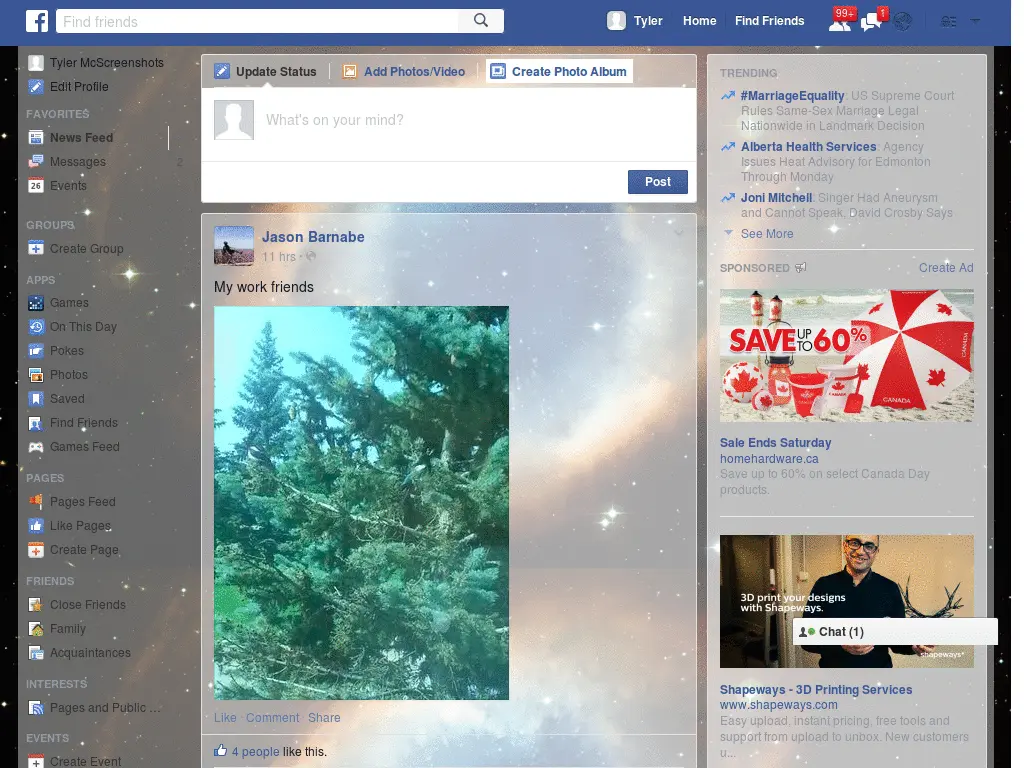 Find friends
Tyler
Home
Find Friends
99+
1
Tyler McScreenshots
Edit Profile
FAVORITES
News Feed
Messages 2
26 Events
GROUPS
Create Group
APPS
Games
On This Day
Pokes
Photos
Saved
Find Friends
Games Feed
PAGES
Pages Feed
Like Pages
Create Page
FRIENDS
Close Friends
Family
Acquaintances
INTERESTS
Pages and Public ...
EVENTS
Create Event
Update Status
Add Photos/Video
Create Photo Album
What's on your mind?
Post
Jason Barnabe
11 hrs ·
My work friends
Like · Comment · Share
4 people like this.
TRENDING
#MarriageEquality: US Supreme Court
Rules Same-Sex Marriage Legal
Nationwide in Landmark Decision
Alberta Health Services: Agency
Issues Heat Advisory for Edmonton
Through Monday
Joni Mitchell: Singer Had Aneurysm
and Cannot Speak, David Crosby Says
See More
SPONSORED
Create Ad
SAVE UP TO 60%
CANADA
CANADA
Sale Ends Saturday
homehardware.ca
Save up to 60% on select Canada Day
products.
3D print your designs
with Shapeways.
Chat (1)
shapeways*
Shapeways - 3D Printing Services
www.shapeways.com
Easy upload, instant pricing, free tools and
support from upload to unbox. New customers
u...